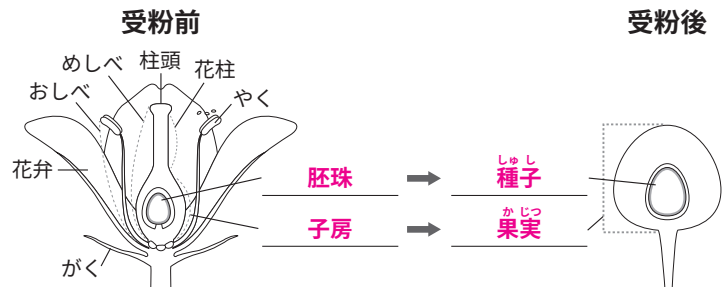 受粉前
受粉後
めしべ
柱頭
花柱
おしべ
やく
花弁
胚珠
しゅ し
種子
子房
か じつ
果実
がく